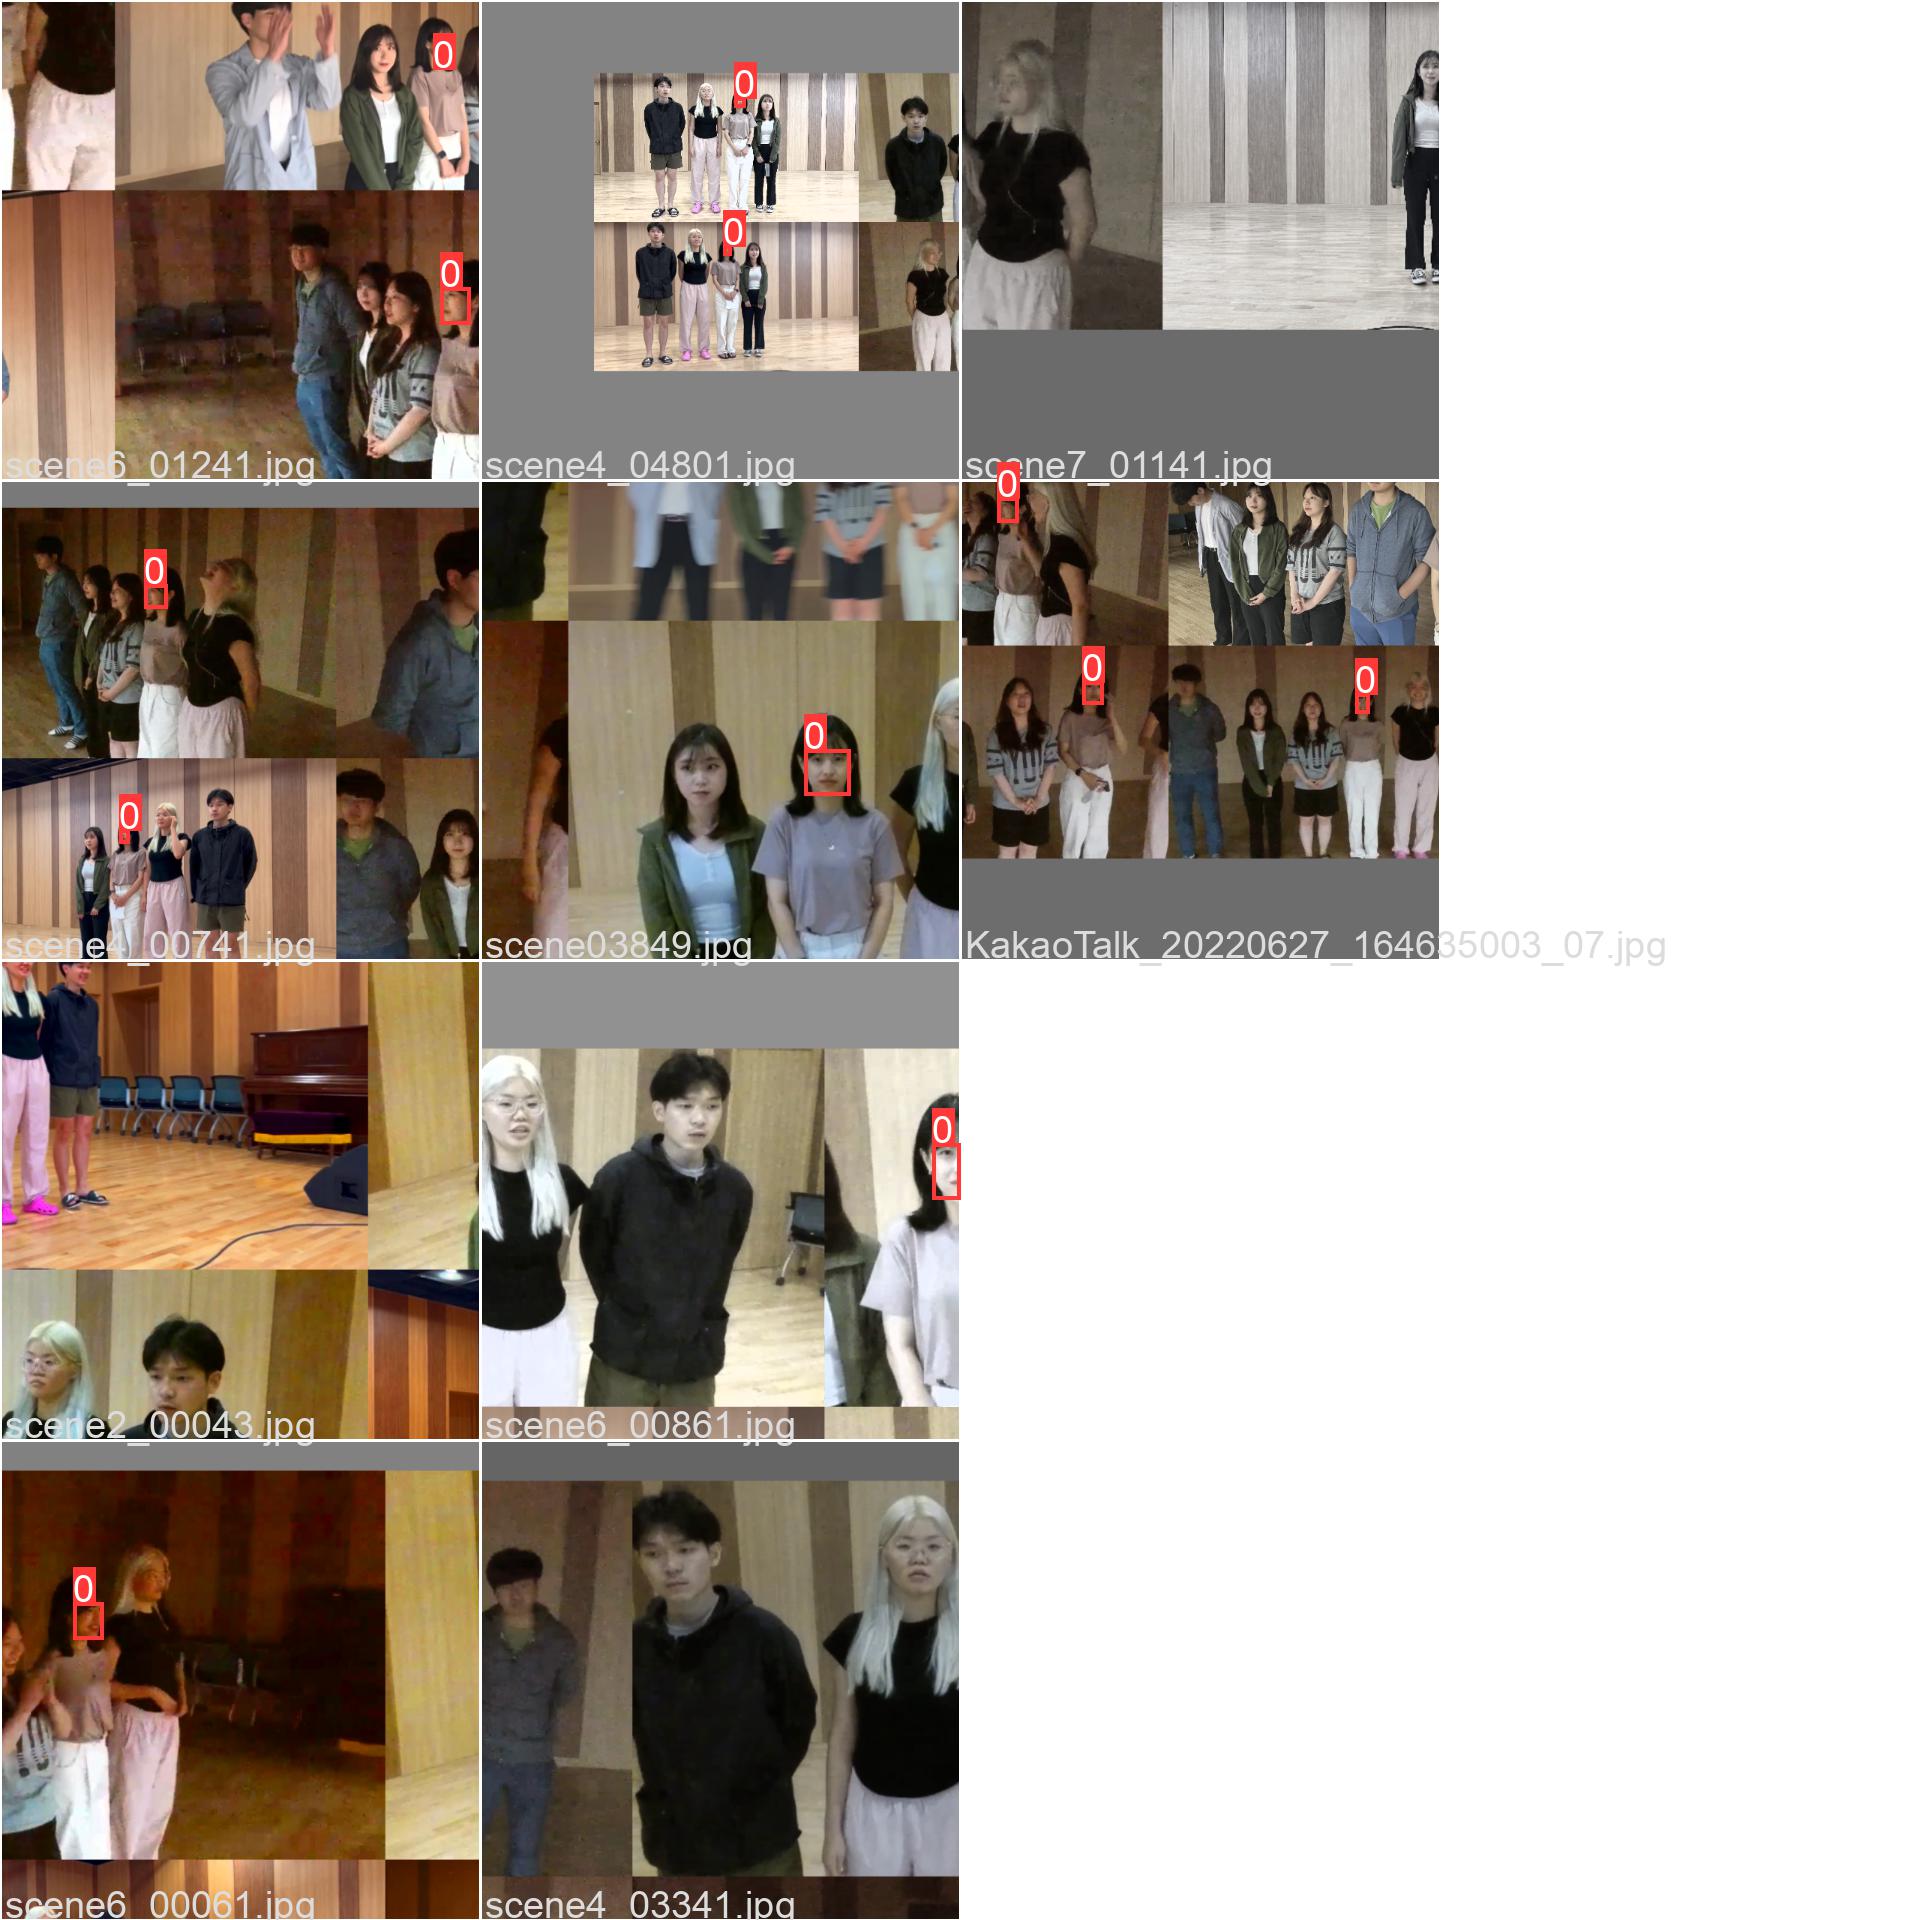 0
0
0
0
scene6_01241.jpg
scene4_04801.jpg
scene7_01141.jpg
0
0
0
0
0
0
scene4_00741.jpg
scene03849.jpg
KakaoTalk_20220627_164635003_07.jpg
0
scene2_00043.jpg
scene6_00861.jpg
0
scene6_00061.jpg
scene4_03341.jpg